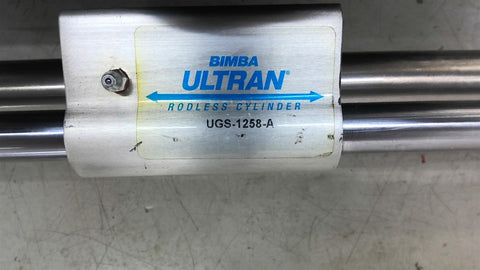 BIMBA
ULTRAN®
RODLESS CYLINDER
UGS-1258-A